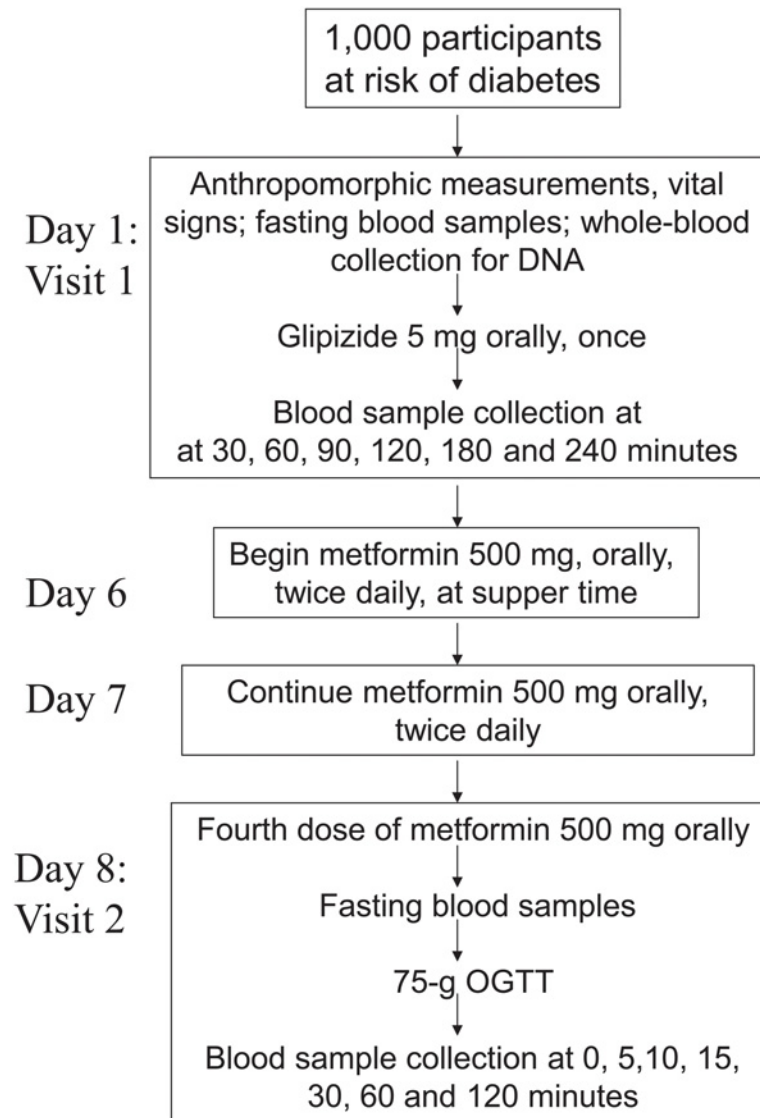 1,000 participants
at risk of diabetes
Day 1:
Visit 1
Anthropomorphic measurements, vital
signs; fasting blood samples; whole-blood
collection for DNA
Glipizide 5 mg orally, once
Blood sample collection at
at 30, 60, 90, 120, 180 and 240 minutes
Day 6
Begin metformin 500 mg, orally,
twice daily, at supper time
Day 7
Continue metformin 500 mg orally,
twice daily
Day 8:
Visit 2
Fourth dose of metformin 500 mg orally
Fasting blood samples
75-g OGTT
Blood sample collection at 0, 5,10, 15,
30, 60 and 120 minutes